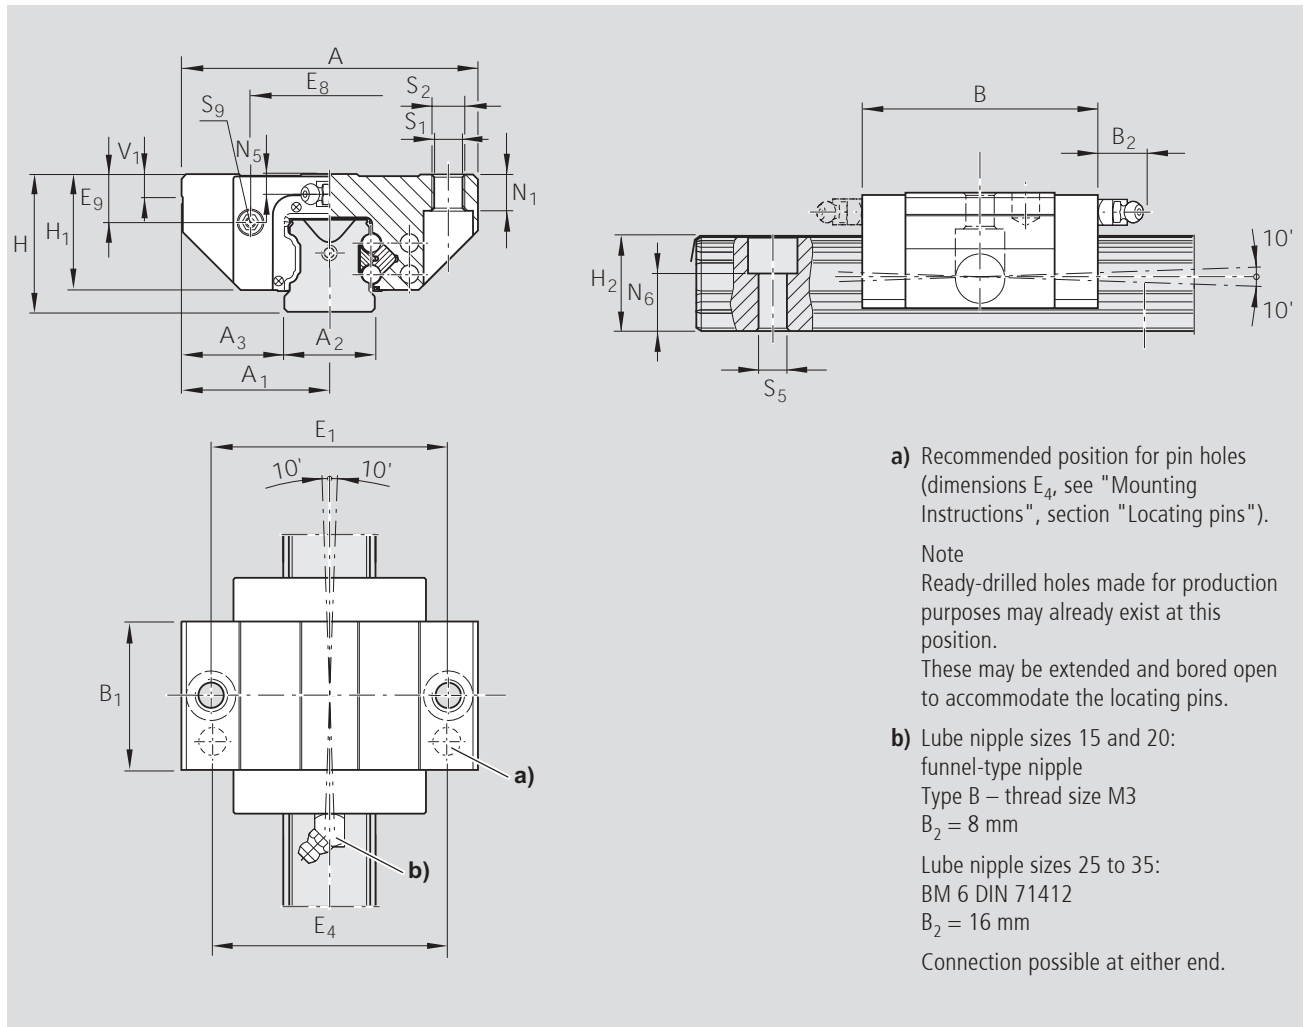 A
E8
S2
S9
S1
V1
N5
E9
N1
H
H1
A3
A2
A1
B
B2
H2
N6
10'
10'
S5
E1
10' 10'
B1
a)
b)
E4
a) Recommended position for pin holes
(dimensions E4, see "Mounting
Instructions", section "Locating pins").
Note
Ready-drilled holes made for production
purposes may already exist at this
position.
These may be extended and bored open
to accommodate the locating pins.
b) Lube nipple sizes 15 and 20:
funnel-type nipple
Type B – thread size M3
B2 = 8 mm
Lube nipple sizes 25 to 35:
BM 6 DIN 71412
B2 = 16 mm
Connection possible at either end.